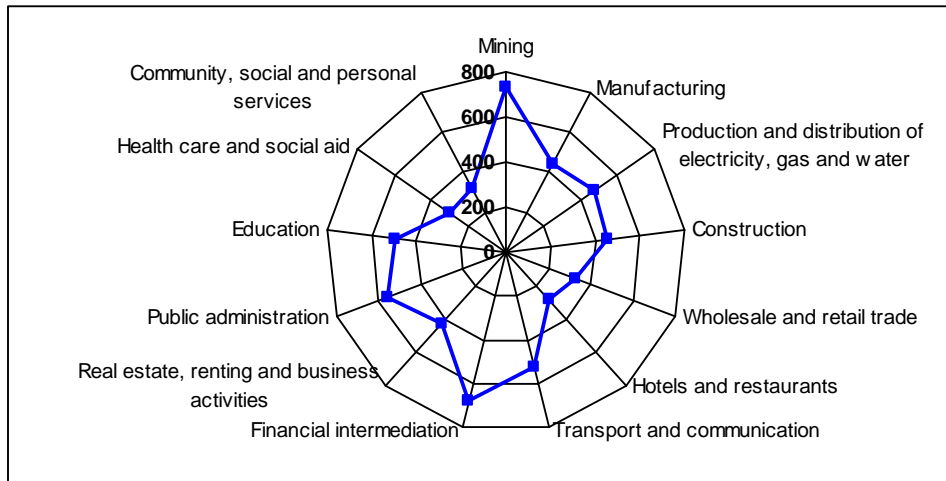 Mining
800
600
400
200
0
Manufacturing
Production and distribution of
electricity, gas and water
Construction
Wholesale and retail trade
Hotels and restaurants
Transport and communication
Financial intermediation
Real estate, renting and business
activities
Public administration
Education
Health care and social aid
Community, social and personal
services